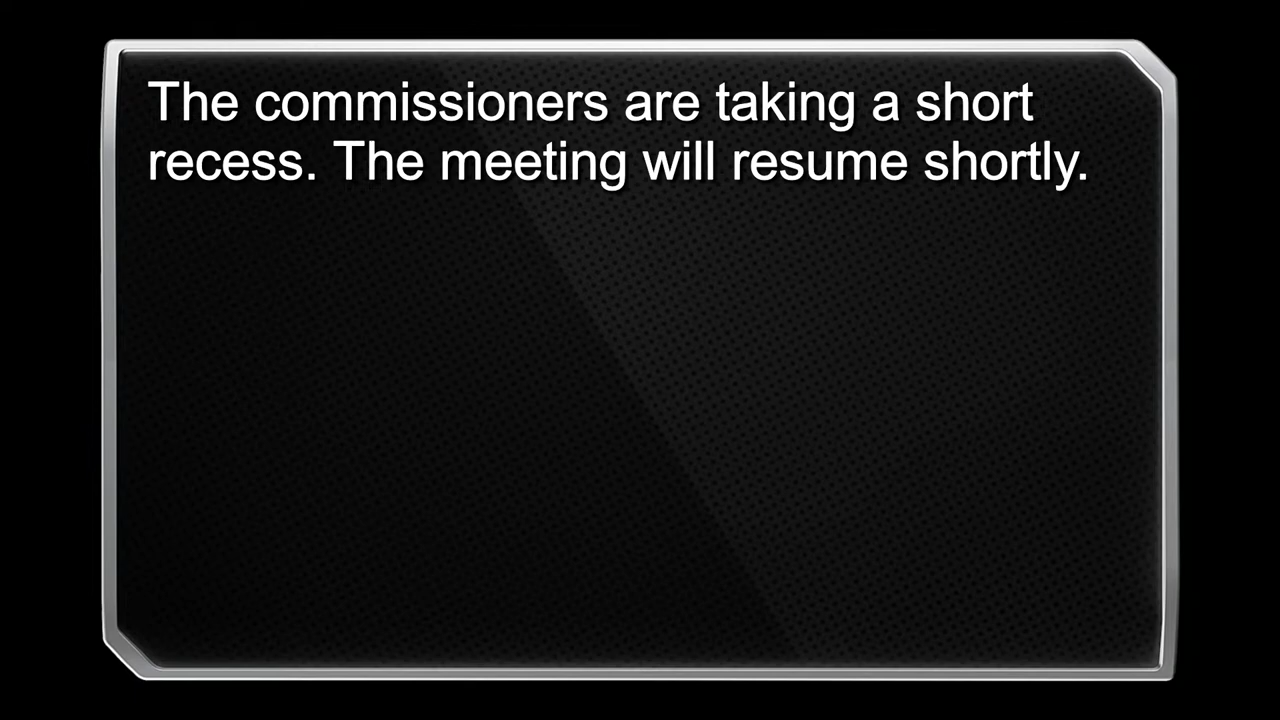 The commissioners are taking a short
recess. The meeting will resume shortly.